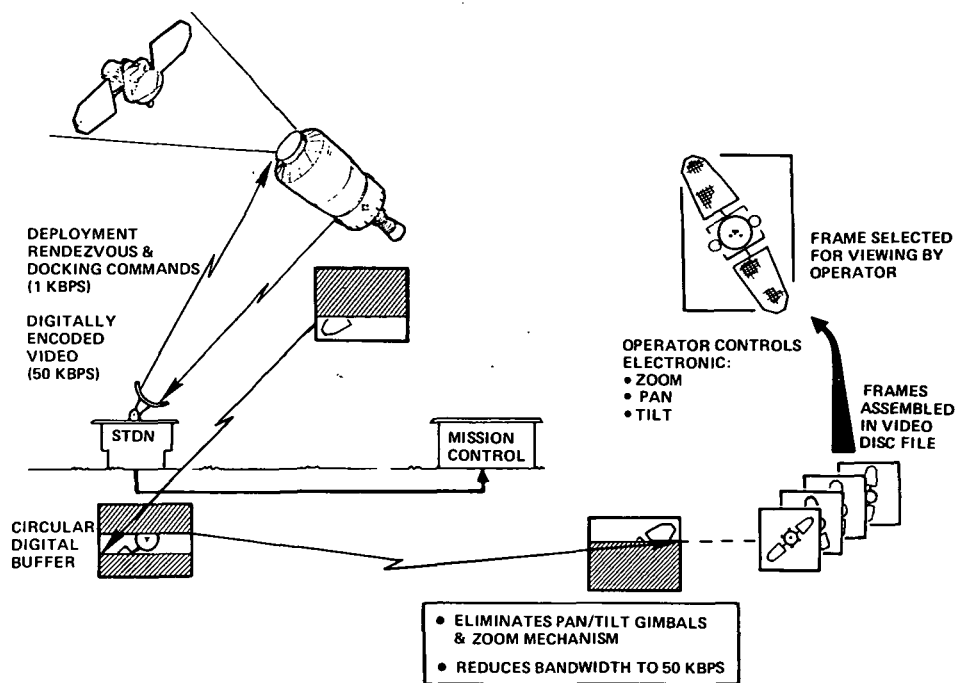 DEPLOYMENT
RENDEZVOUS &
DOCKING COMMANDS
(1 KBPS)
DIGITALLY
ENCODED
VIDEO
(50 KBPS)
FRAME SELECTED
FOR VIEWING BY
OPERATOR
OPERATOR CONTROLS
ELECTRONIC:
• ZOOM
• PAN
• TILT
FRAMES
ASSEMBLED
IN VIDEO
DISC FILE
STDN
MISSION
CONTROL
CIRCULAR
DIGITAL
BUFFER
• ELIMINATES PAN/TILT GIMBALS
& ZOOM MECHANISM
• REDUCES BANDWIDTH TO 50 KBPS